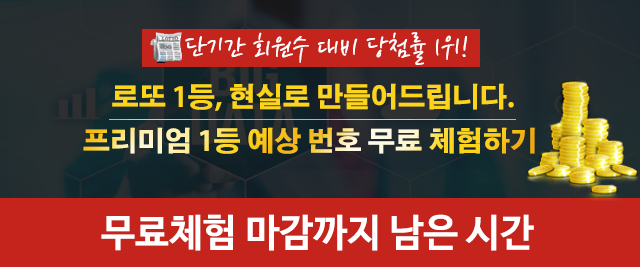 단기간 회원수 대비 당첨률 1위!
로또 1등, 현실로 만들어드립니다.
프리미엄 1등 예상 번호 무료 체험하기
무료체험 마감까지 남은 시간